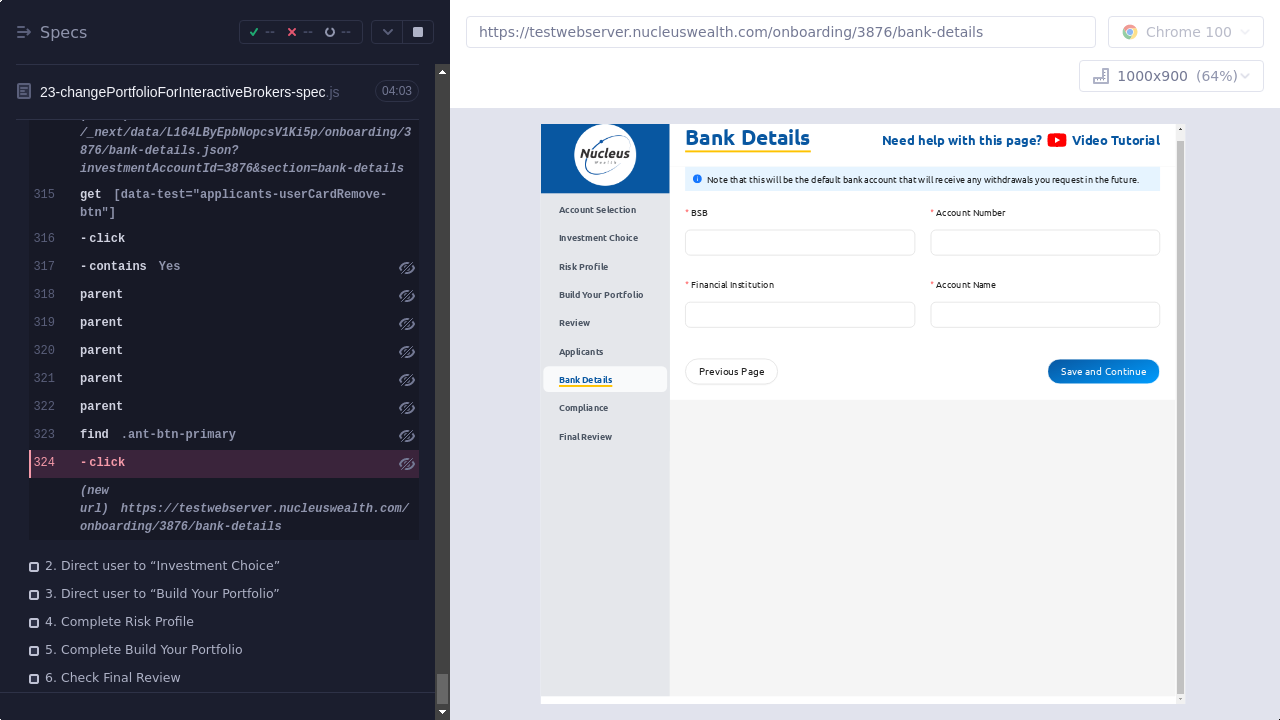 Specs
--
--
--
https://testwebserver.nucleuswealth.com/onboarding/3876/bank-details
Chrome 100
1000x900 (64%)
23-changePortfolioForInteractiveBrokers-spec.js
04:03
/_next/data/L164LByEpbNopcsV1Ki5p/onboarding/3
876/bank-details.json?
investmentAccountId=3876&section=bank-details
315 get [data-test="applicants-userCardRemove-
btn"]
316 -click
317 -contains Yes
318 parent
319 parent
320 parent
321 parent
322 parent
323 find .ant-btn-primary
324 -click
(new
url) https://testwebserver.nucleuswealth.com/
onboarding/3876/bank-details
2. Direct user to “Investment Choice”
3. Direct user to “Build Your Portfolio”
4. Complete Risk Profile
5. Complete Build Your Portfolio
6. Check Final Review
Nucleus
Wealth
Account Selection
Investment Choice
Risk Profile
Build Your Portfolio
Review
Applicants
Bank Details
Compliance
Final Review
Bank Details
Need help with this page? Video Tutorial
Note that this will be the default bank account that will receive any withdrawals you request in the future.
* BSB
* Account Number
* Financial Institution
* Account Name
Previous Page
Save and Continue